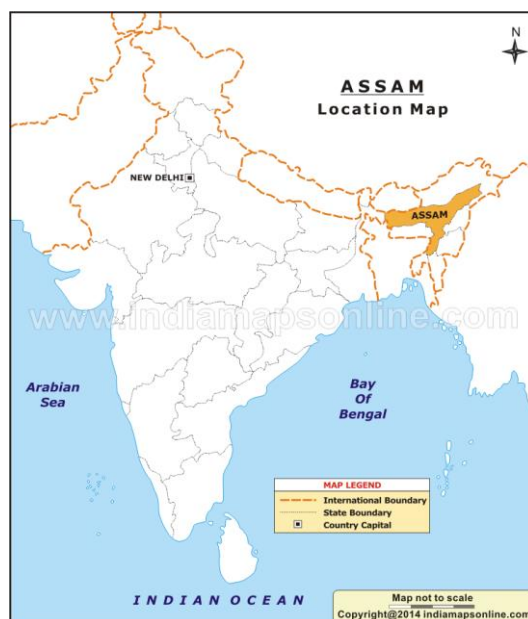 N
ASSAM
Location Map
NEW DELHI
ASSAM
www.indiamapsonline.com
Arabian
Sea
Bay
Of
Bengal
MAP LEGEND
International Boundary
State Boundary
Country Capital
INDIAN OCEAN
Map not to scale
Copyright@2014 indiamapsonline.com